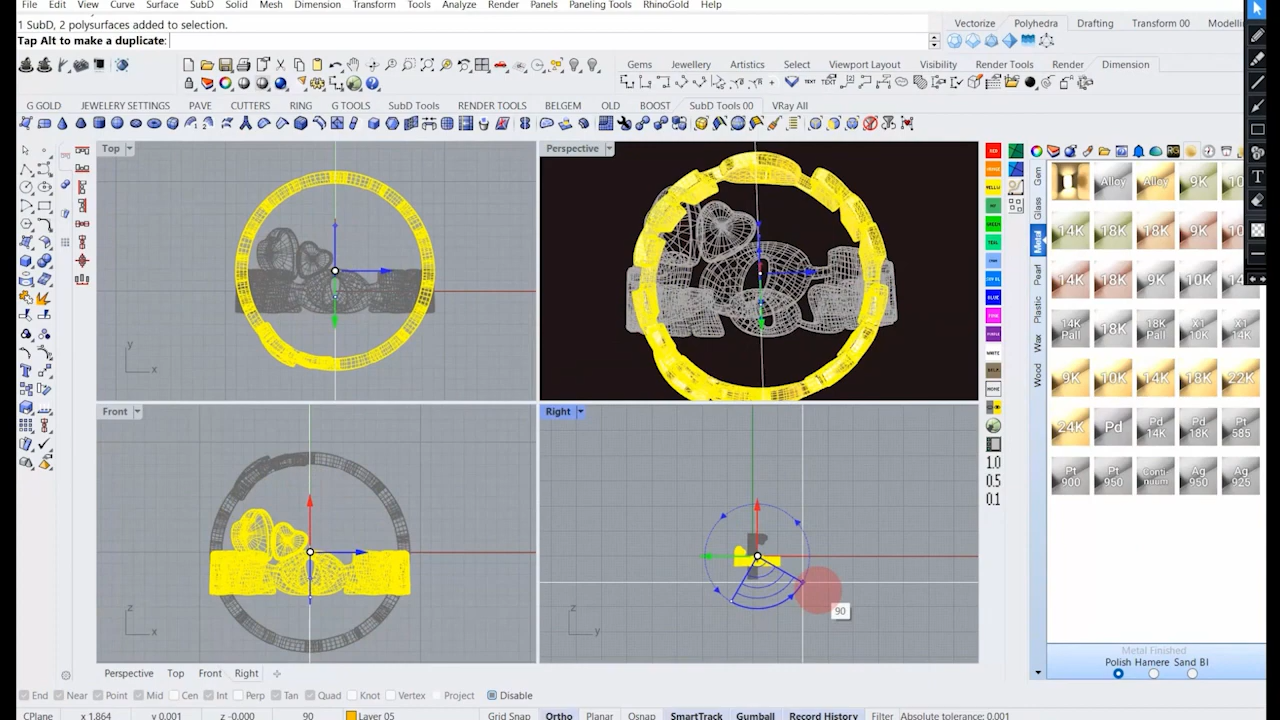 File Edit View Curve Surface SubD Solid Mesh Dimension Transform Tools Analyze Render Panels Paneling Tools RhinoGold Help
1 SubD, 2 polysurfaces added to selection.
Tap Alt to make a duplicate:
Vectorize Polyhedra Drafting Transform 00 Modelli
Gems Jewellery Artistics Select Viewport Layout Visibility Render Tools Render Dimension
G GOLD JEWELERY SETTINGS PAVE CUTTERS RING G TOOLS SubD Tools RENDER TOOLS BELGEM OLD BOOST SubD Tools 00 VRay All
Top
Perspective
Front
Right
y
x
z
x
z
y
90
RED
YELLO
TEAL
BLUE
WHITE
1.0
0.5
0.1
Gem
Glass
Metal
Pearl
Plastic
Wax
Wood
Alloy Alloy 9K 10
14K 18K 18K 9K 10
14K 18K 9K 10K 14K
14K Pall 18K 18K Pall X1 10K X1 14K
9K 10K 14K 18K 22K
24K Pd Pd 14K Pd 18K Pt 585
Pt 900 Pt 950 Conti- nuum Ag 950 Ag 925
Metal Finished
Polish Hamere Sand Bl
Perspective Top Front Right
End Near Point Mid Cen Int Perp Tan Quad Knot Vertex Project Disable
CPlane x 1.864 y 0.001 z -0.000 90 Layer 05 Grid Snap Ortho Planar Osnap SmartTrack Gumball Record History Filter Absolute tolerance: 0.001